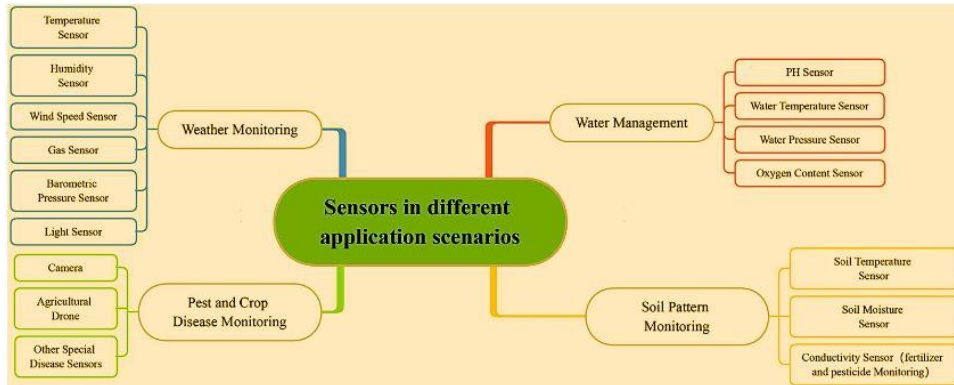 Temperature
Sensor
Humidity
Sensor
Wind Speed Sensor
Gas Sensor
Barometric
Pressure Sensor
Light Sensor
Weather Monitoring
Camera
Agricultural
Drone
Other Special
Disease Sensors
Pest and Crop
Disease Monitoring
Sensors in different
application scenarios
Water Management
PH Sensor
Water Temperature Sensor
Water Pressure Sensor
Oxygen Content Sensor
Soil Pattern
Monitoring
Soil Temperature
Sensor
Soil Moisture
Sensor
Conductivity Sensor（fertilizer
and pesticide Monitoring）